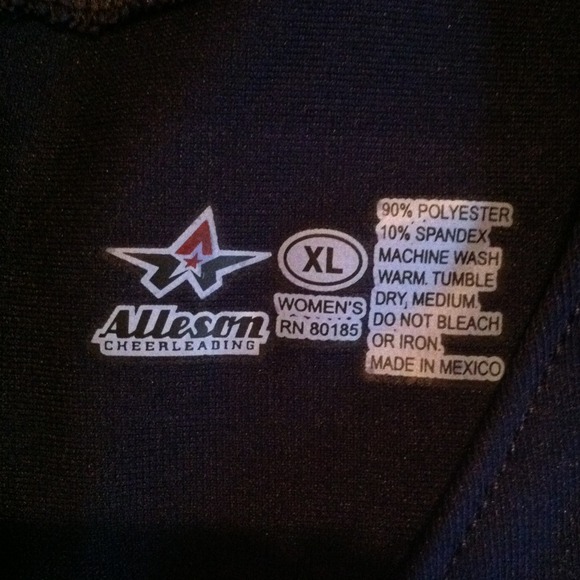 Alleson
CHEERLEADING
XL
WOMEN'S
RN 80185
90% POLYESTER
10% SPANDEX
MACHINE WASH
WARM. TUMBLE
DRY, MEDIUM.
DO NOT BLEACH
OR IRON.
MADE IN MEXICO